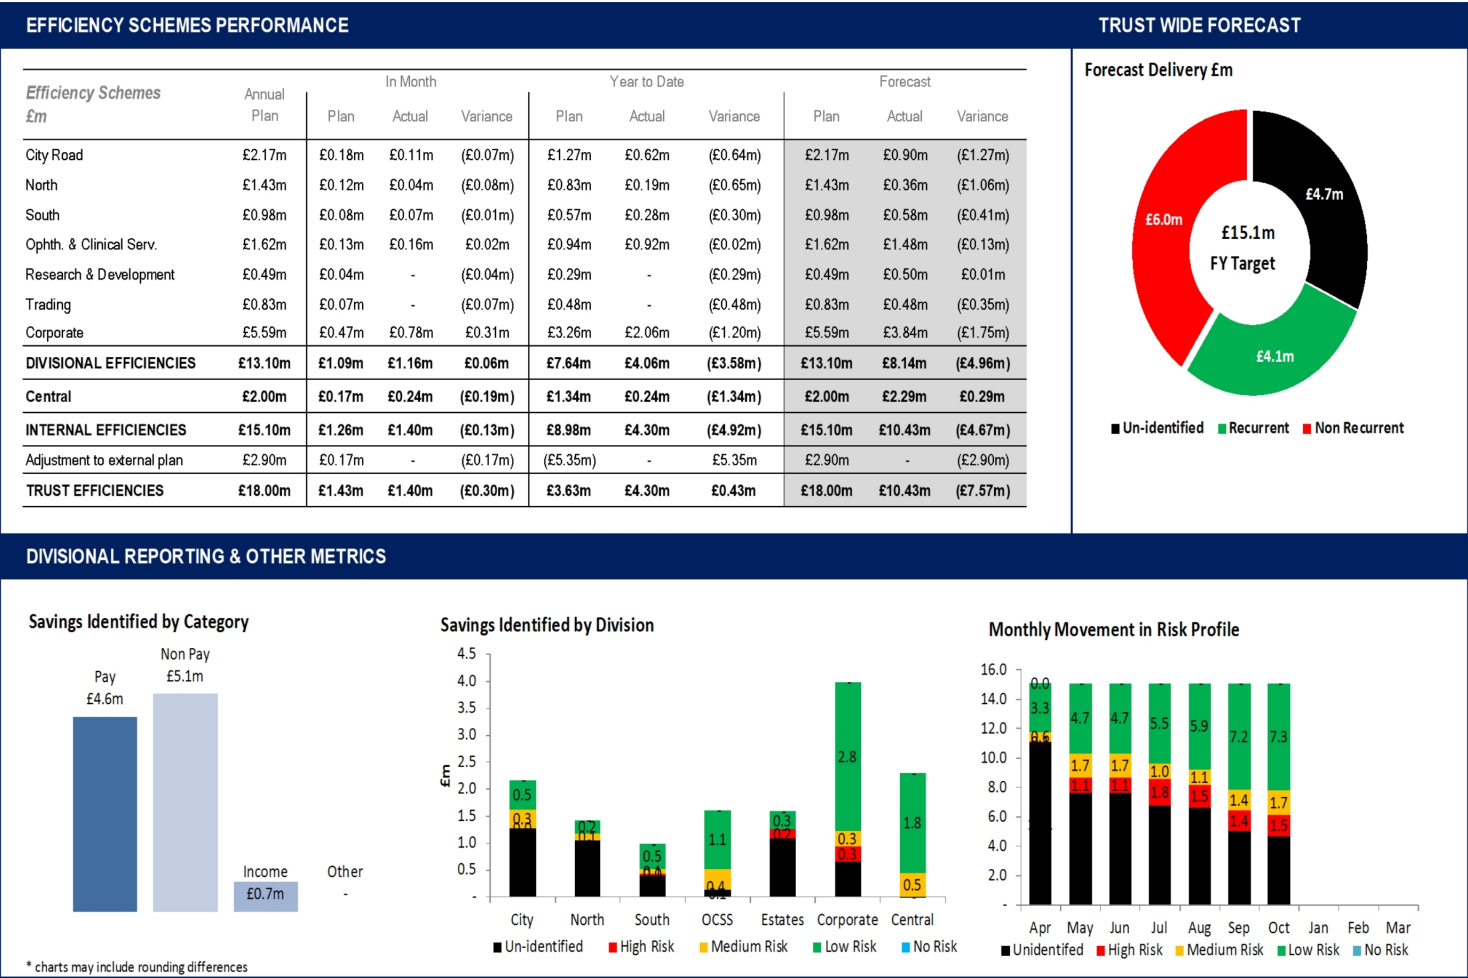 EFFICIENCY SCHEMES PERFORMANCE
Efficiency Schemes £m Annual Plan In Month Year to Date Forecast
Plan Actual Variance Plan Actual Variance Plan Actual Variance
City Road £2.17m £0.18m £0.11m (£0.07m) £1.27m £0.62m (£0.64m) £2.17m £0.90m (£1.27m)
North £1.43m £0.12m £0.04m (£0.08m) £0.83m £0.19m (£0.65m) £1.43m £0.36m (£1.06m)
South £0.98m £0.08m £0.07m (£0.01m) £0.57m £0.28m (£0.30m) £0.98m £0.58m (£0.41m)
Ophth. & Clinical Serv. £1.62m £0.13m £0.16m £0.02m £0.94m £0.92m (£0.02m) £1.62m £1.48m (£0.13m)
Research & Development £0.49m £0.04m - (£0.04m) £0.29m - (£0.29m) £0.49m £0.50m £0.01m
Trading £0.83m £0.07m - (£0.07m) £0.48m - (£0.48m) £0.83m £0.48m (£0.35m)
Corporate £5.59m £0.47m £0.78m £0.31m £3.26m £2.06m (£1.20m) £5.59m £3.84m (£1.75m)
DIVISIONAL EFFICIENCIES £13.10m £1.09m £1.16m £0.06m £7.64m £4.06m (£3.58m) £13.10m £8.14m (£4.96m)
Central £2.00m £0.17m £0.24m (£0.19m) £1.34m £0.24m (£1.34m) £2.00m £2.29m £0.29m
INTERNAL EFFICIENCIES £15.10m £1.26m £1.40m (£0.13m) £8.98m £4.30m (£4.92m) £15.10m £10.43m (£4.67m)
Adjustment to external plan £2.90m £0.17m - (£0.17m) (£5.35m) - £5.35m £2.90m - (£2.90m)
TRUST EFFICIENCIES £18.00m £1.43m £1.40m (£0.30m) £3.63m £4.30m £0.43m £18.00m £10.43m (£7.57m)
TRUST WIDE FORECAST
Forecast Delivery £m
£4.7m
£6.0m
£15.1m
FY Target
£4.1m
Un-identified Recurrent Non Recurrent
DIVISIONAL REPORTING & OTHER METRICS
Savings Identified by Category
Non Pay
£5.1m
Pay
£4.6m
Income Other
£0.7m -
* charts may include rounding differences
Savings Identified by Division
£m
4.5
4.0
3.5
3.0
2.5
2.0
1.5
1.0
0.5
-
0.5
0.3
0.2
0.1
0.5
1.1
0.4
0.1
0.3
0.2
2.8
0.3
0.3
1.8
0.5
City North South OCSS Estates Corporate Central
Un-identified High Risk Medium Risk Low Risk No Risk
Monthly Movement in Risk Profile
16.0
14.0
12.0
10.0
8.0
6.0
4.0
2.0
-
0.0 - - - - - -
3.3 4.7 4.7 5.5 5.9 7.2 7.3
1.7 1.7 1.0 1.1 1.4 1.7
1.1 1.1 1.8 1.5 1.4 1.5
Apr May Jun Jul Aug Sep Oct Jan Feb Mar
Unidentifed High Risk Medium Risk Low Risk No Risk